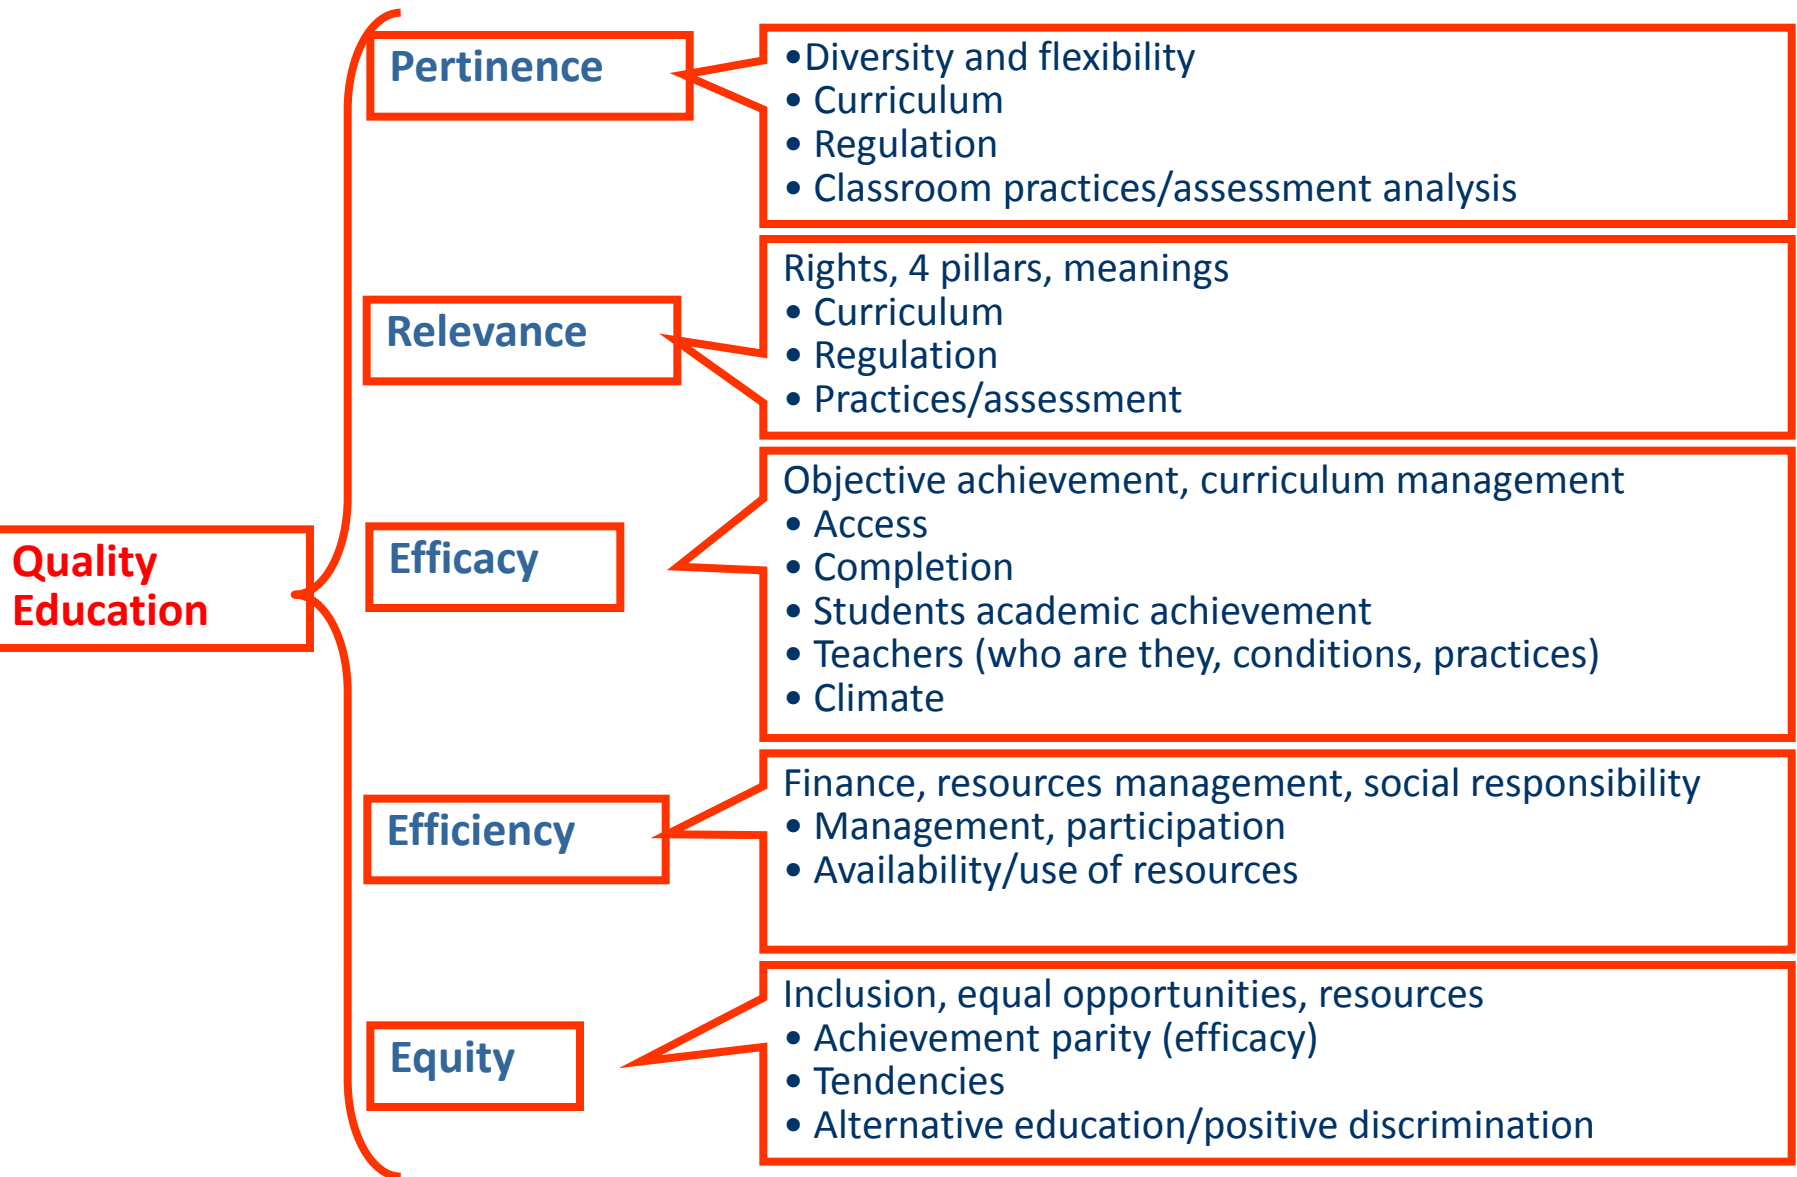 Quality
Education
Pertinence
•Diversity and flexibility
• Curriculum
• Regulation
• Classroom practices/assessment analysis
Relevance
Rights, 4 pillars, meanings
• Curriculum
• Regulation
• Practices/assessment
Efficacy
Objective achievement, curriculum management
• Access
• Completion
• Students academic achievement
• Teachers (who are they, conditions, practices)
• Climate
Efficiency
Finance, resources management, social responsibility
• Management, participation
• Availability/use of resources
Equity
Inclusion, equal opportunities, resources
• Achievement parity (efficacy)
• Tendencies
• Alternative education/positive discrimination